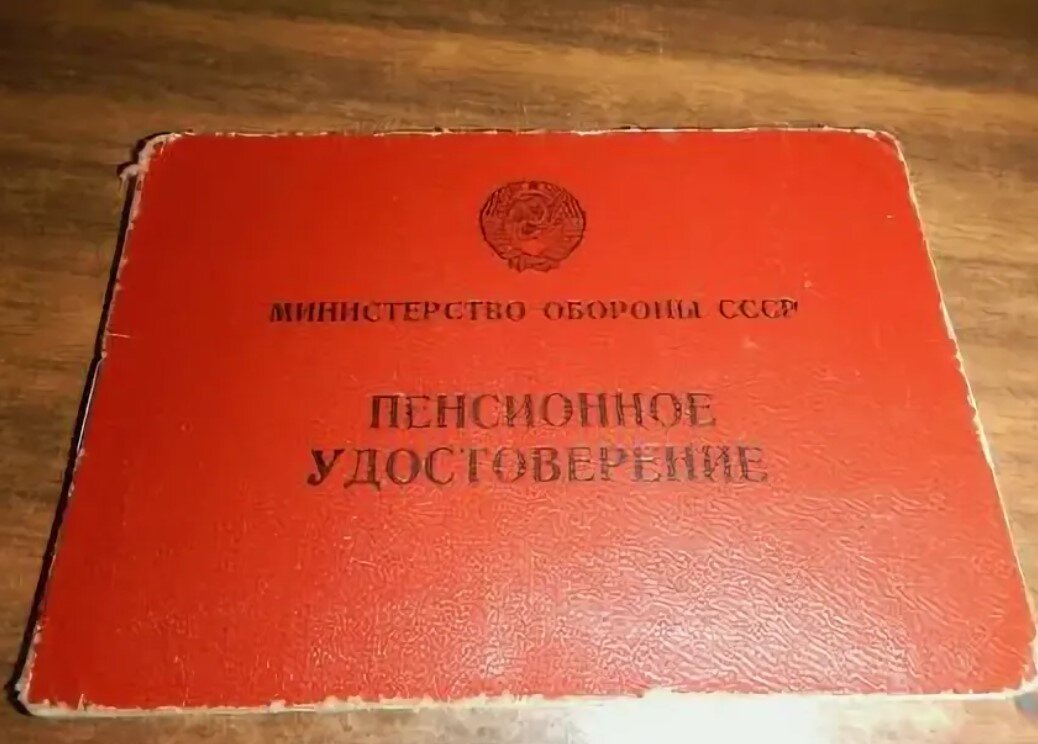 МИНИСТЕРСТВО ОБОРОНЫ СССР
ПЕНСИОННОЕ
УДОСТОВЕРЕНИЕ